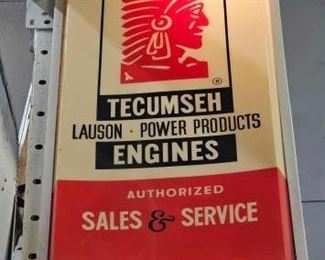 ®
TECUMSEH
LAUSON · POWER PRODUCTS
ENGINES
AUTHORIZED
SALES & SERVICE